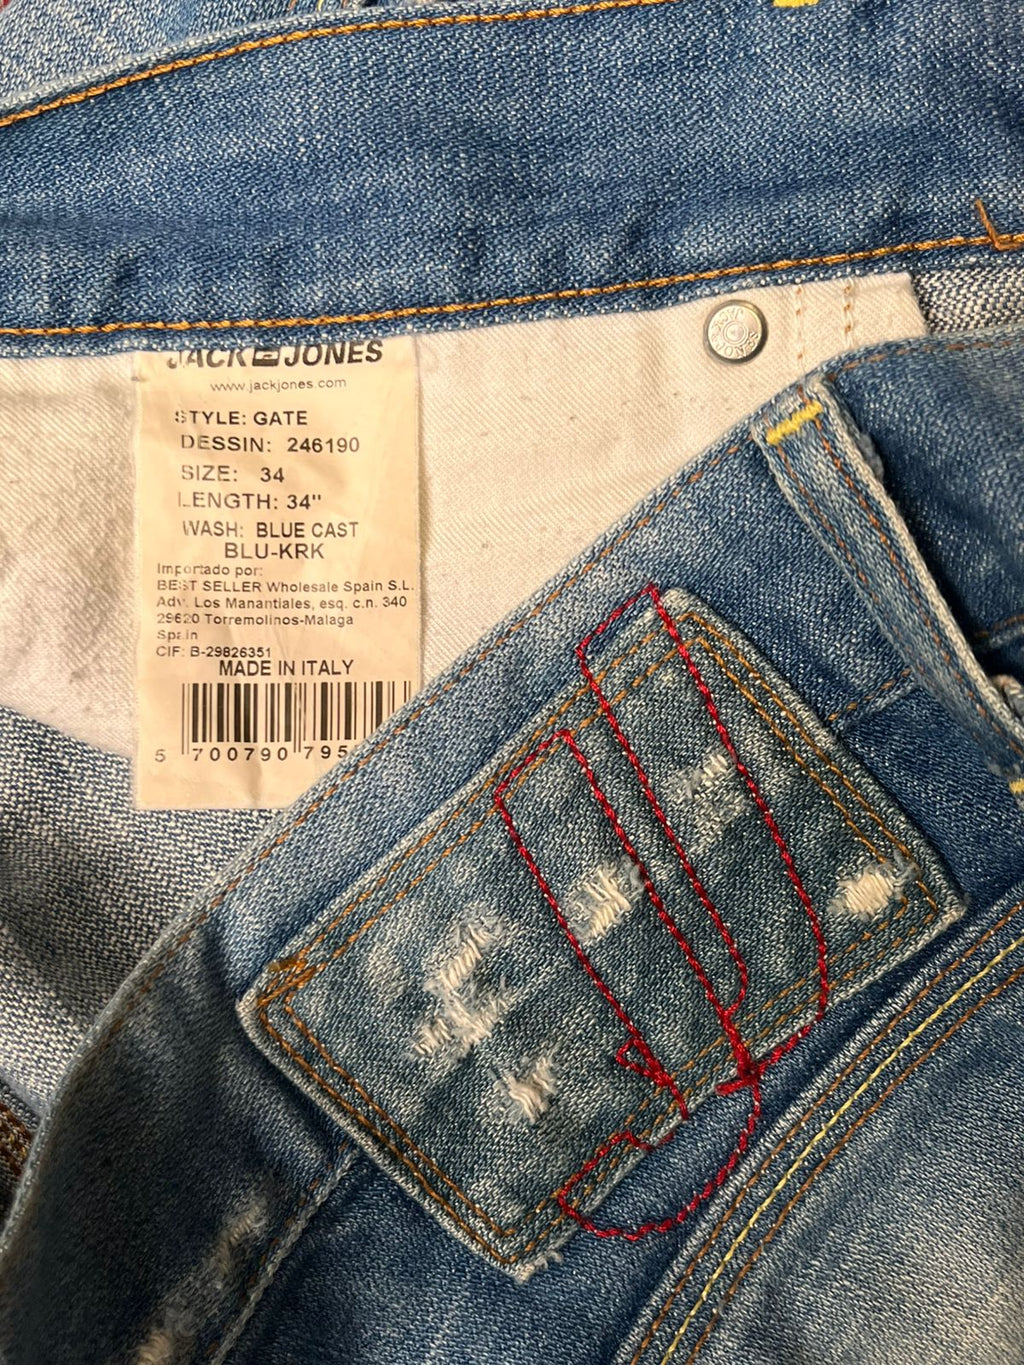 JACK & JONES
www.jackjones.com
STYLE: GATE
DESSIN: 246190
SIZE: 34
LENGTH: 34"
WASH: BLUE CAST
BLU-KRK
Importado por:
BEST SELLER Wholesale Spain S.L.
Adv. Los Manantiales, esq. c.n. 340
29620 Torremolinos-Malaga
Spain
CIF: B-29826351
MADE IN ITALY
5 700790 795